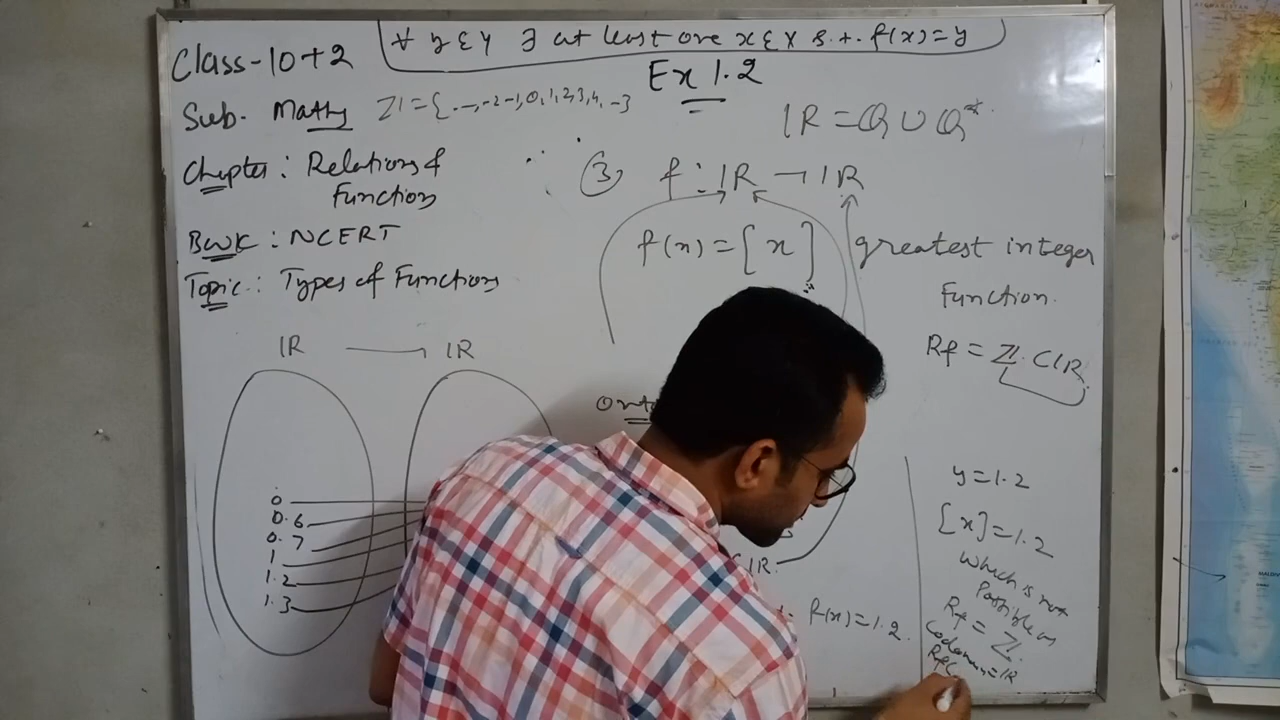 ∀ y ∈ Y ∃ at least one x ∈ X s.t. f(x)=y
Class-10+2
Ex 1.2
Sub. Maths
Z = {.--, -2 -1, 0, 1, 2, 3, 4, --}
IR = Q ∪ Q*
Chapter: Relations &
Function
③ f : IR → IR
Book: NCERT
f(x) = [x]
greatest integer
Function.
Topic: Types of Functions
IR → IR
Rf = Z ⊂ IR
0
0.6
0.7
1
1.2
1.3
y = 1.2
[x] = 1.2
which is not
Possible as
Rf = Z.
Codomain = IR
IR
f(x) = 1.2.